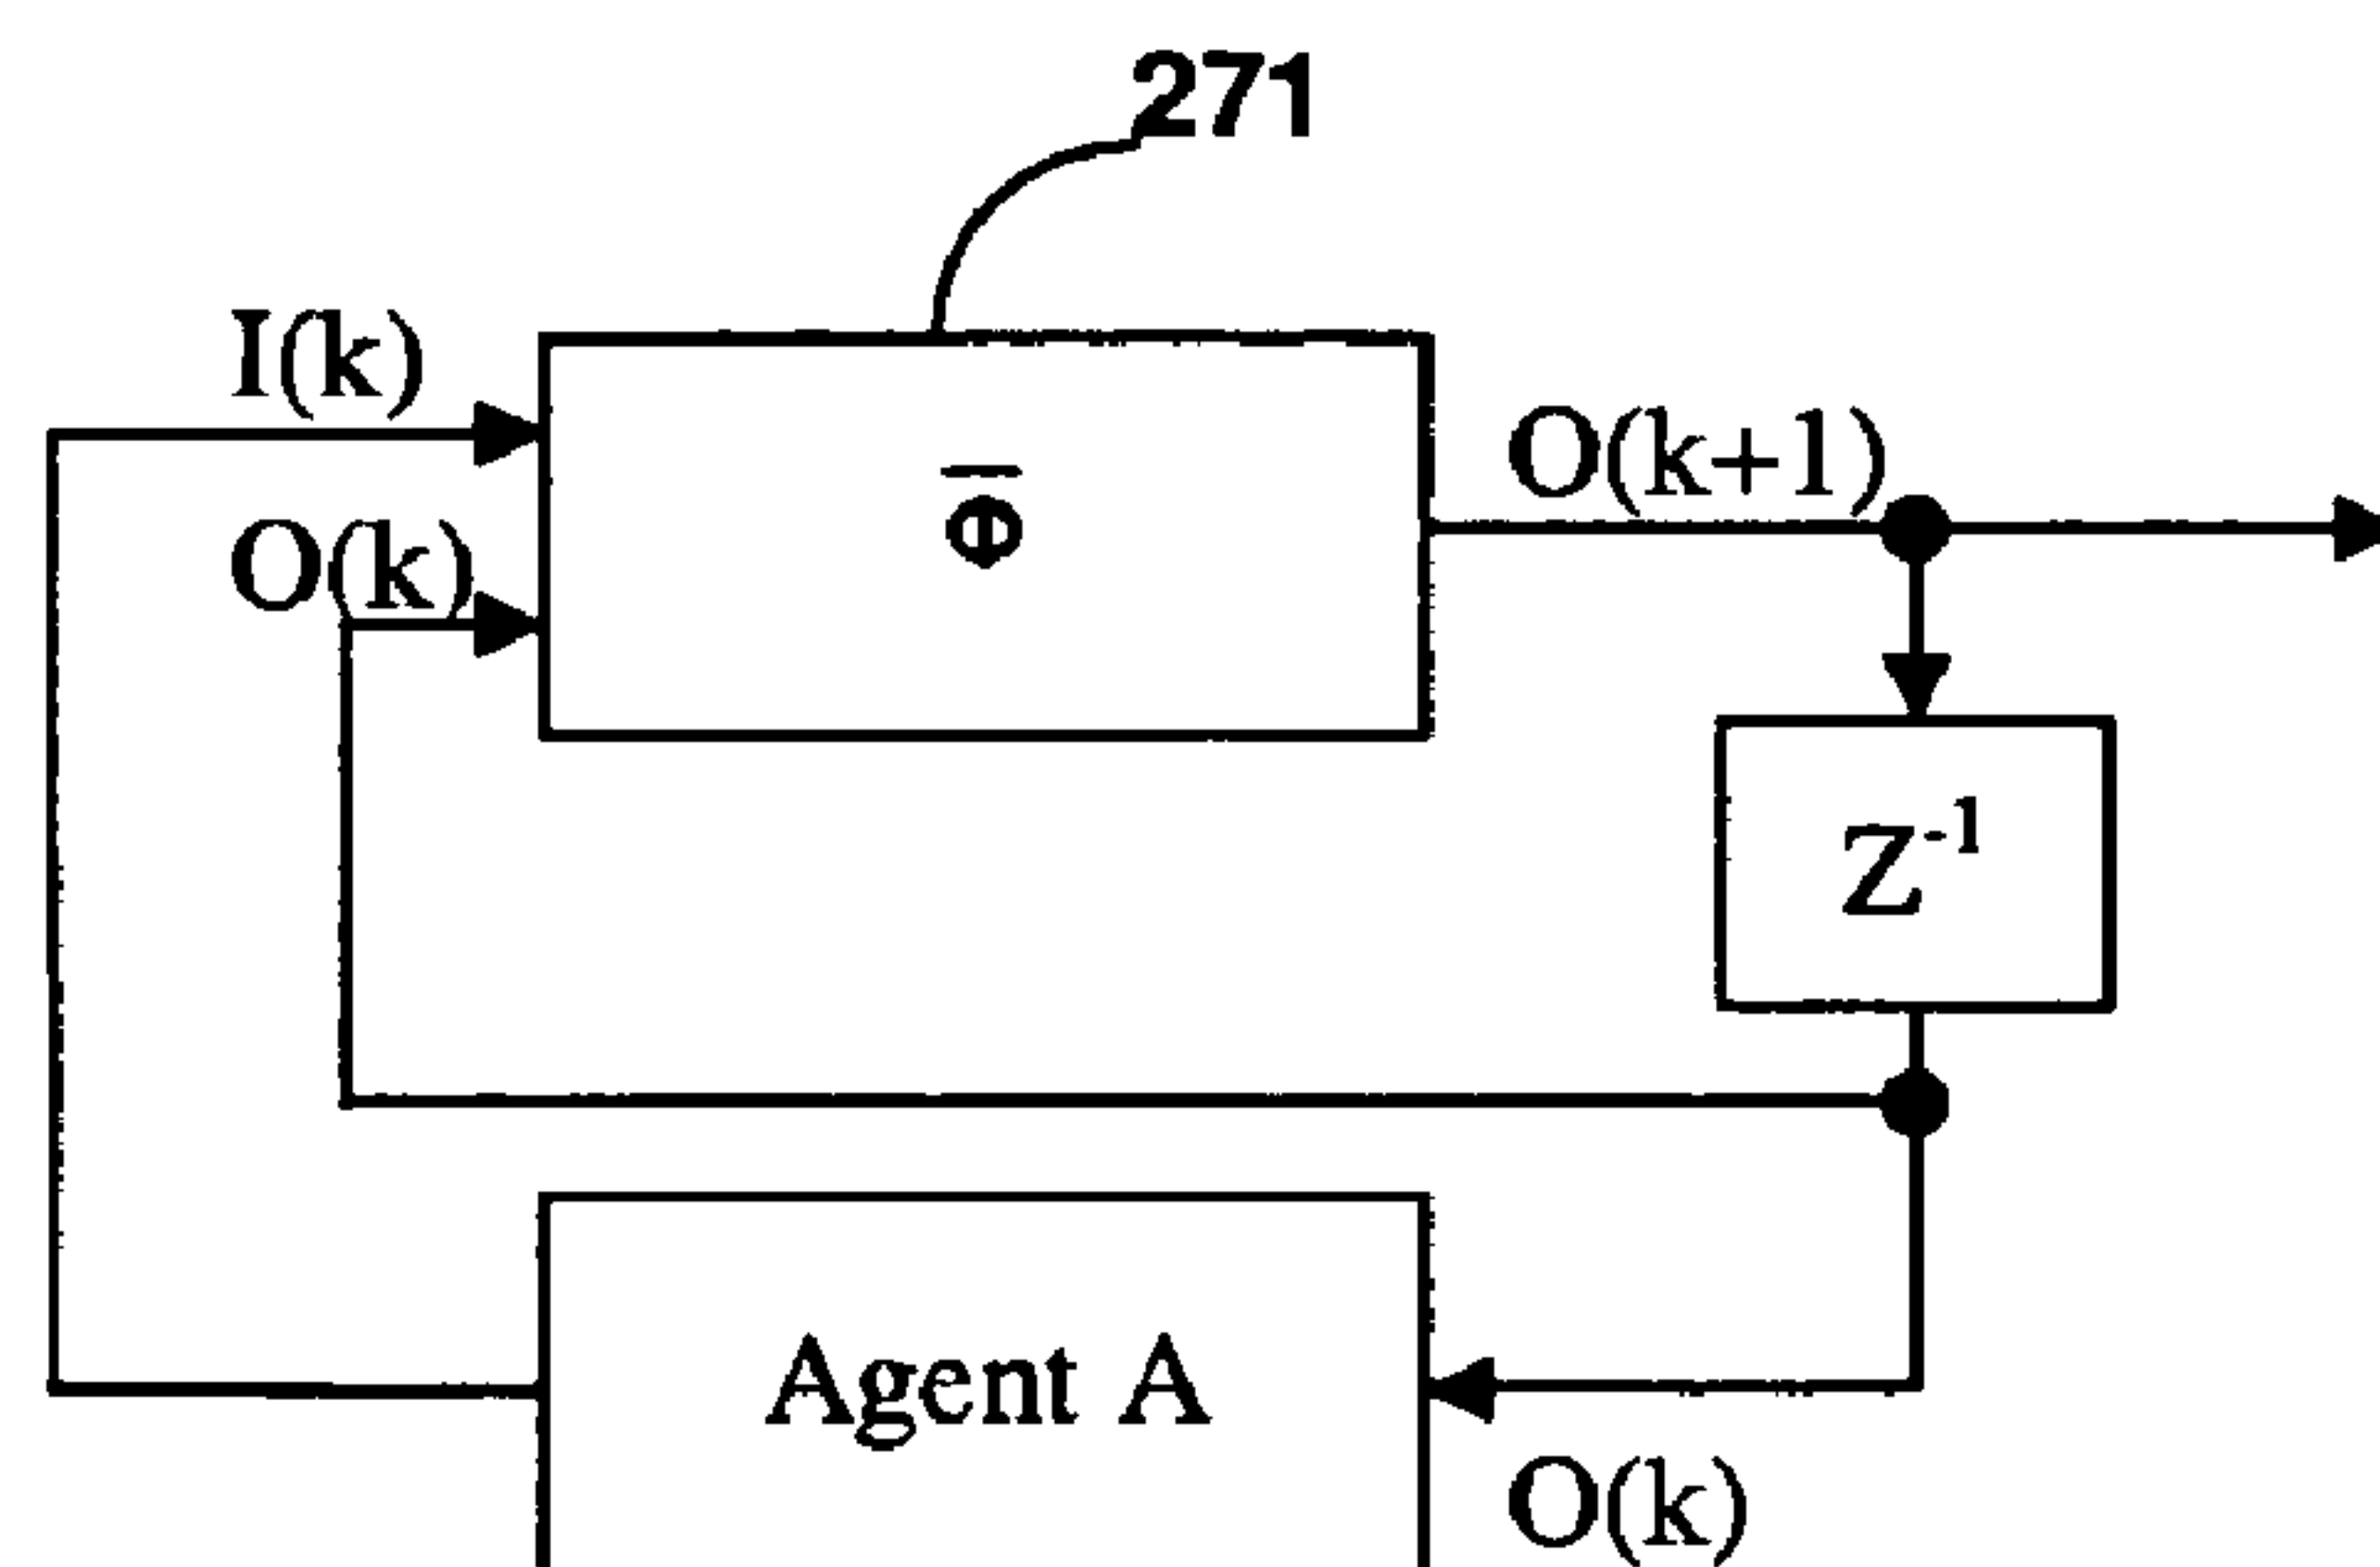 271
I(k)
O(k+1)
O(k)
Φ̅
Z⁻¹
Agent A
O(k)